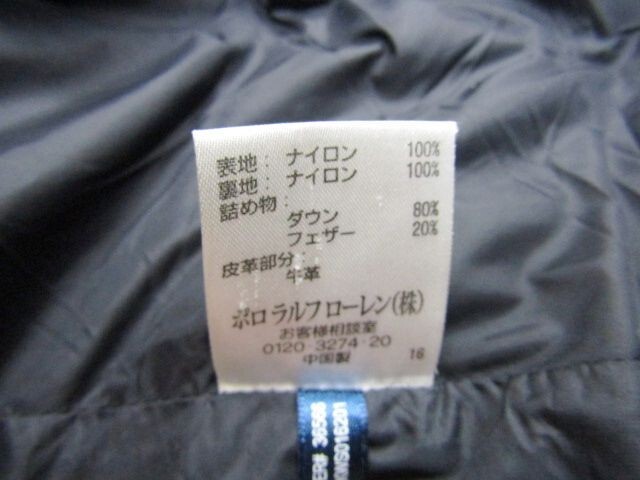 表地: ナイロン 100%
裏地: ナイロン 100%
詰め物:
ダウン 80%
フェザー 20%
皮革部分:
牛革
ポロ ラルフ ローレン(株)
お客様相談室
0120-3274-20
中国製 16